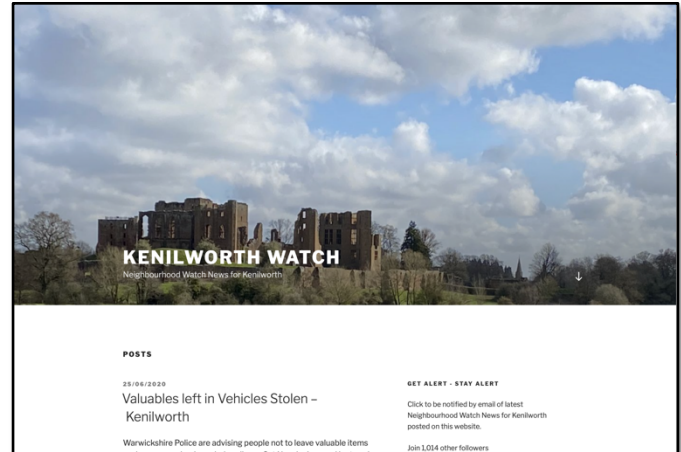 KENILWORTH WATCH
Neighbourhood Watch News for Kenilworth
POSTS
25/06/2020
Valuables left in Vehicles Stolen –
Kenilworth
Warwickshire Police are advising people not to leave valuable items
GET ALERT - STAY ALERT
Click to be notified by email of latest
Neighbourhood Watch News for Kenilworth
posted on this website.
Join 1,014 other followers